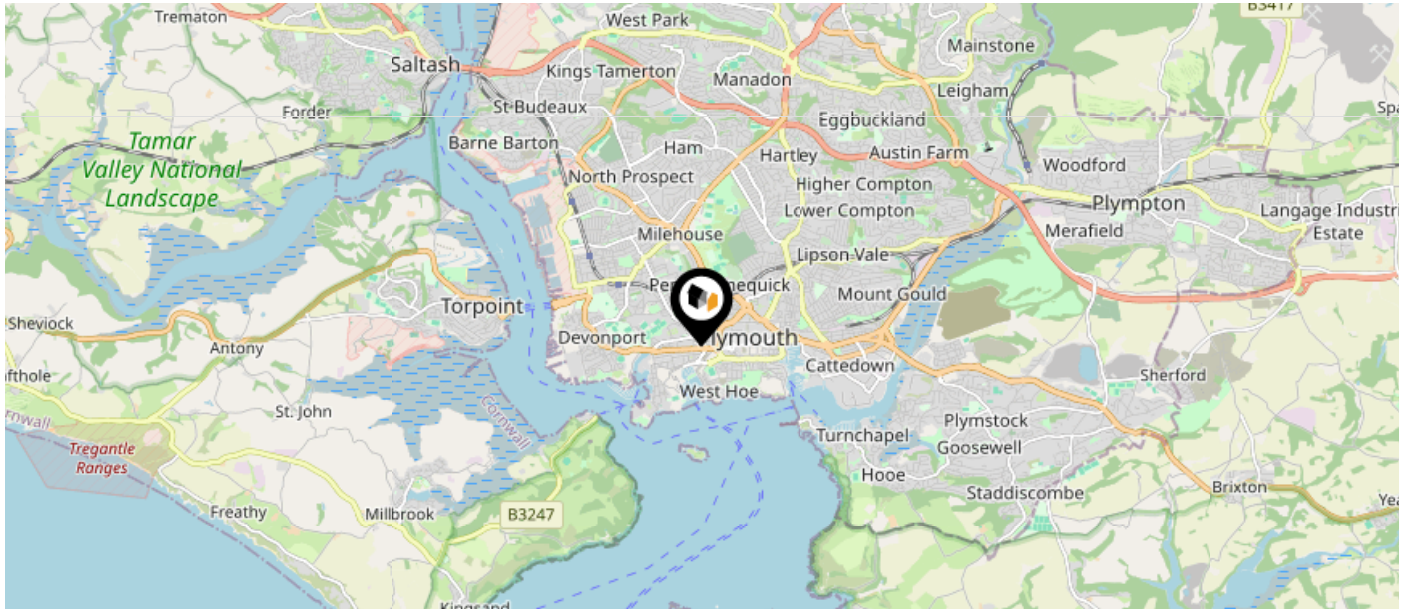 B3417
Trematon
West Park
Mainstone
Saltash
Kings Tamerton
Manadon
Leigham
Forder
St Budeaux
Eggbuckland
Tamar
Valley National
Landscape
Barne Barton
Ham
Hartley
Austin Farm
Woodford
North Prospect
Higher Compton
Plympton
Lower Compton
Langage Industri
Estate
Milehouse
Merafield
Lipson Vale
Mount Gould
Torpoint
Sheviock
Antony
Devonport
lymouth
Cattedown
Sherford
West Hoe
St. John
Cornwall
Plymstock
Turnchapel
Goosewell
Tregantle
Ranges
Hooe
Staddiscombe
Brixton
Freathy
Millbrook
B3247
Kingsand